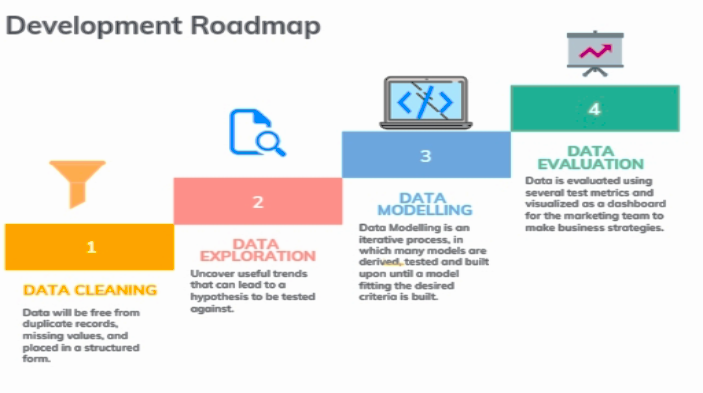 Development Roadmap
1
DATA CLEANING
Data will be free from
duplicate records,
missing values, and
placed in a structured
form.
2
DATA
EXPLORATION
Uncover useful trends
that can lead to a
hypothesis to be tested
against.
</>
3
DATA
MODELLING
Data Modelling is an
iterative process, in
which many models are
derived, tested and built
upon until a model
fitting the desired
criteria is built.
4
DATA
EVALUATION
Data is evaluated using
several test metrics and
visualized as a dashboard
for the marketing team to
make business strategies.